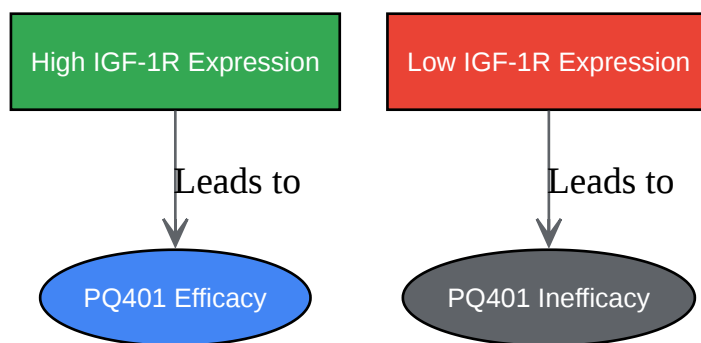 High IGF-1R Expression
Low IGF-1R Expression
Leads to
Leads to
PQ401 Efficacy
PQ401 Inefficacy